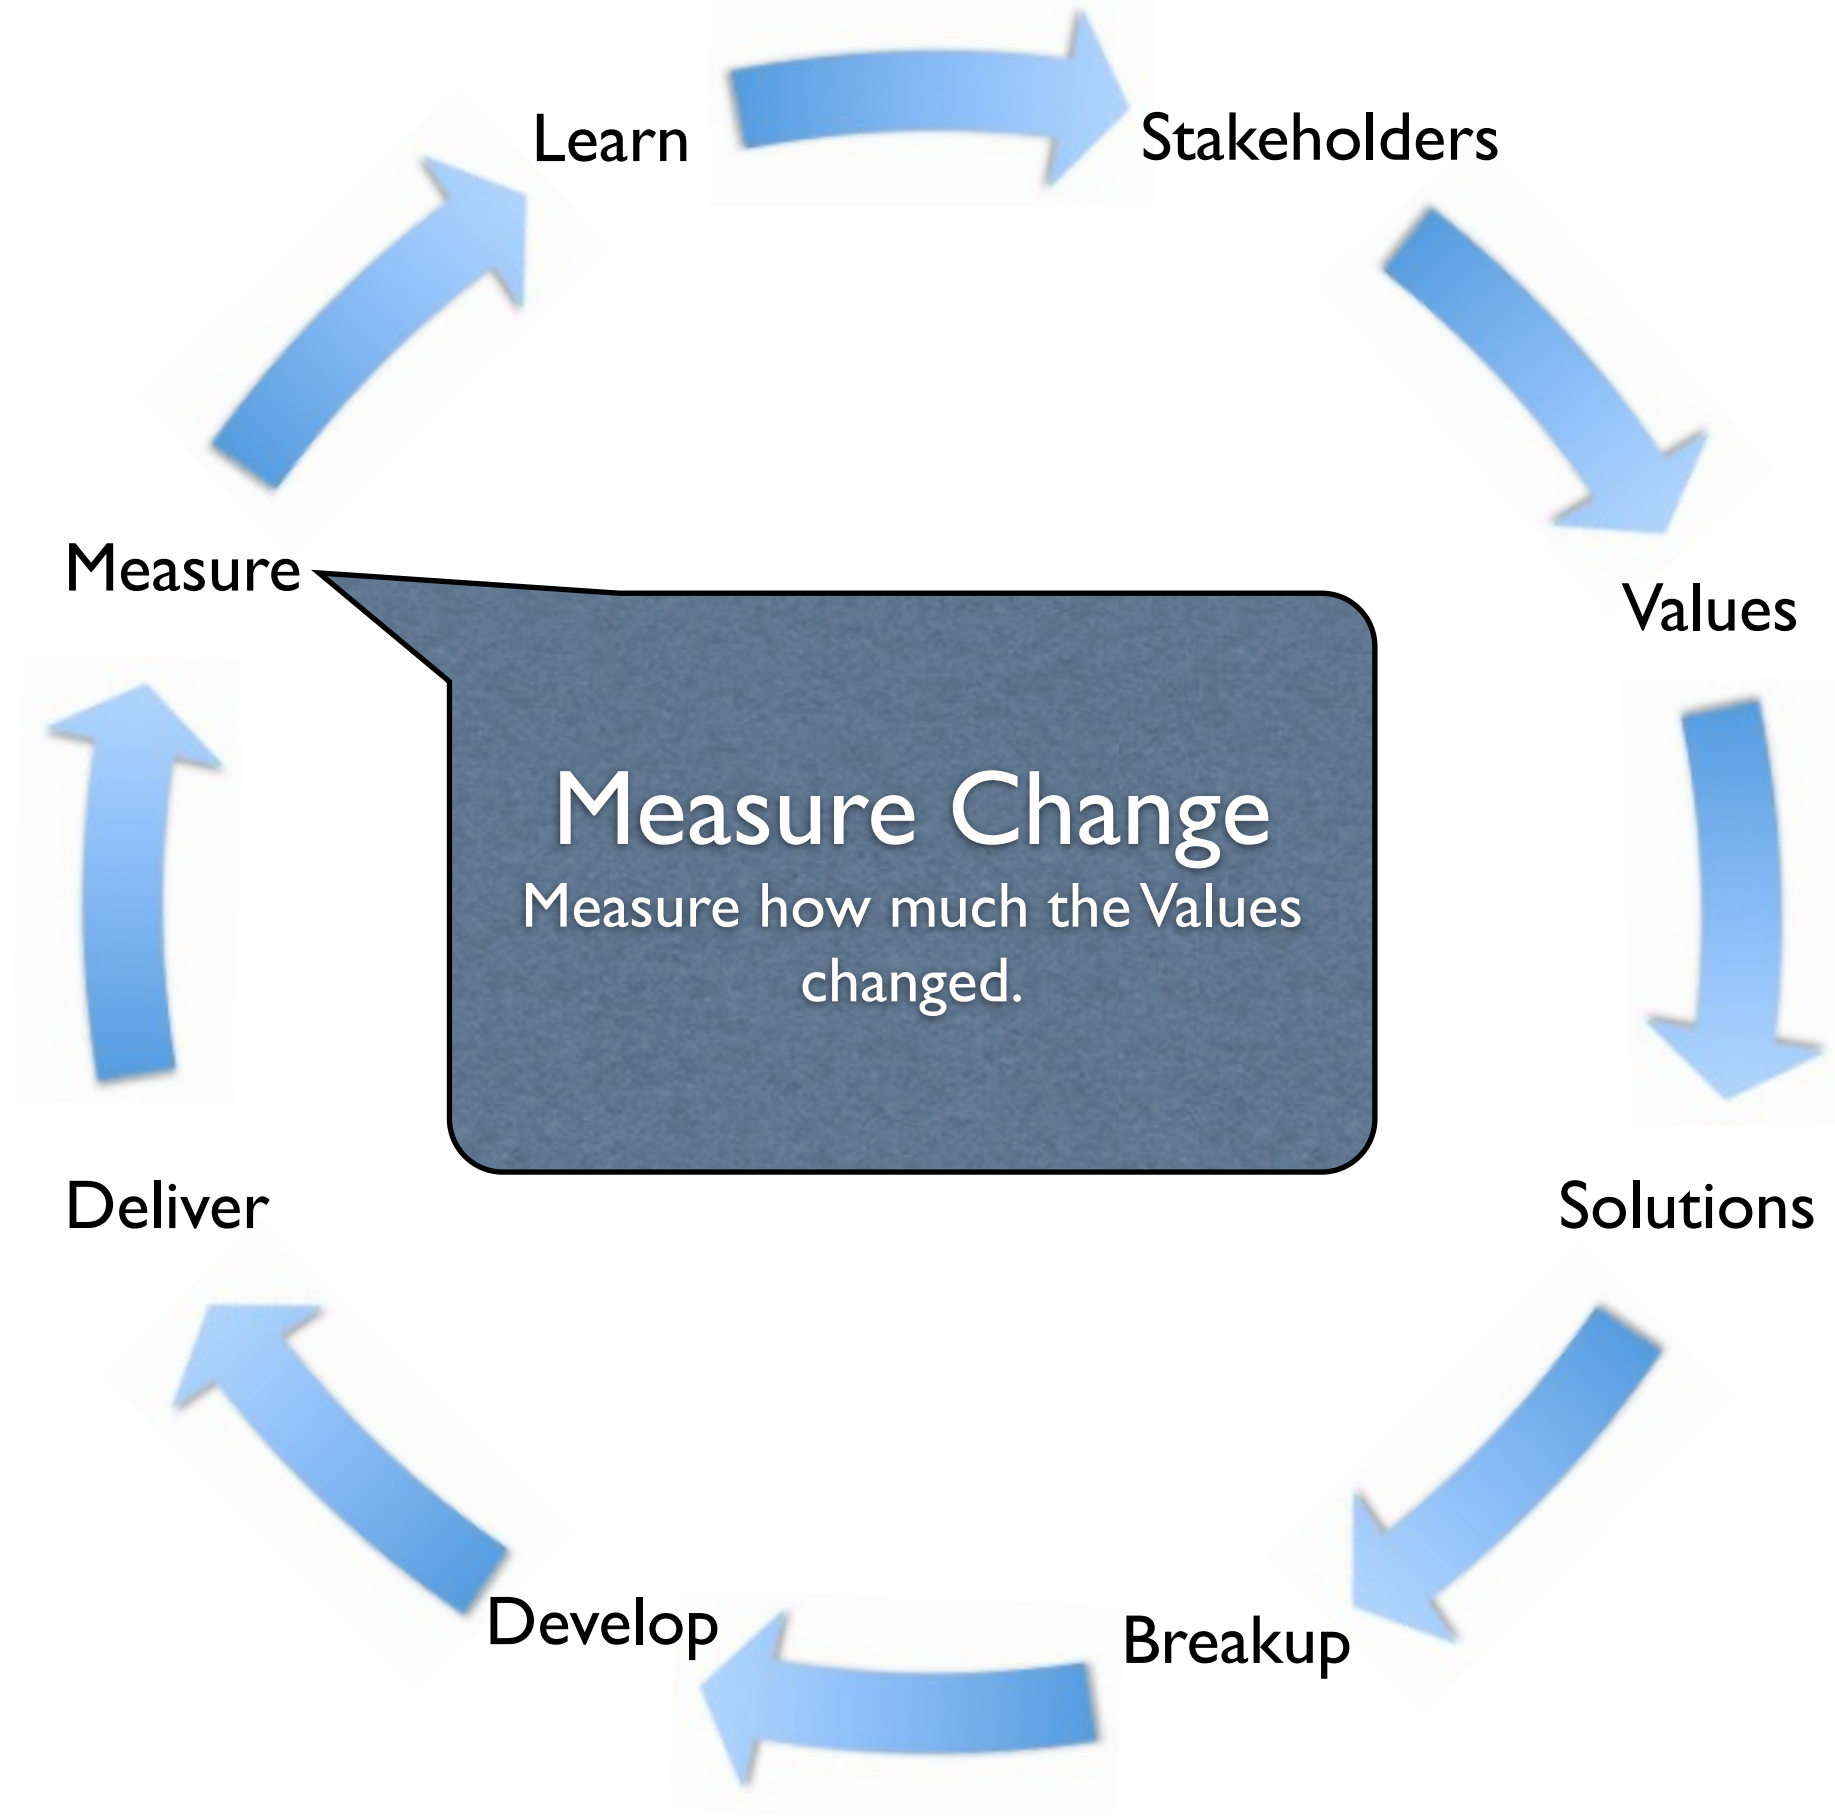 Learn
Stakeholders
Measure
Values
Measure Change
Measure how much the Values
changed.
Deliver
Solutions
Develop
Breakup